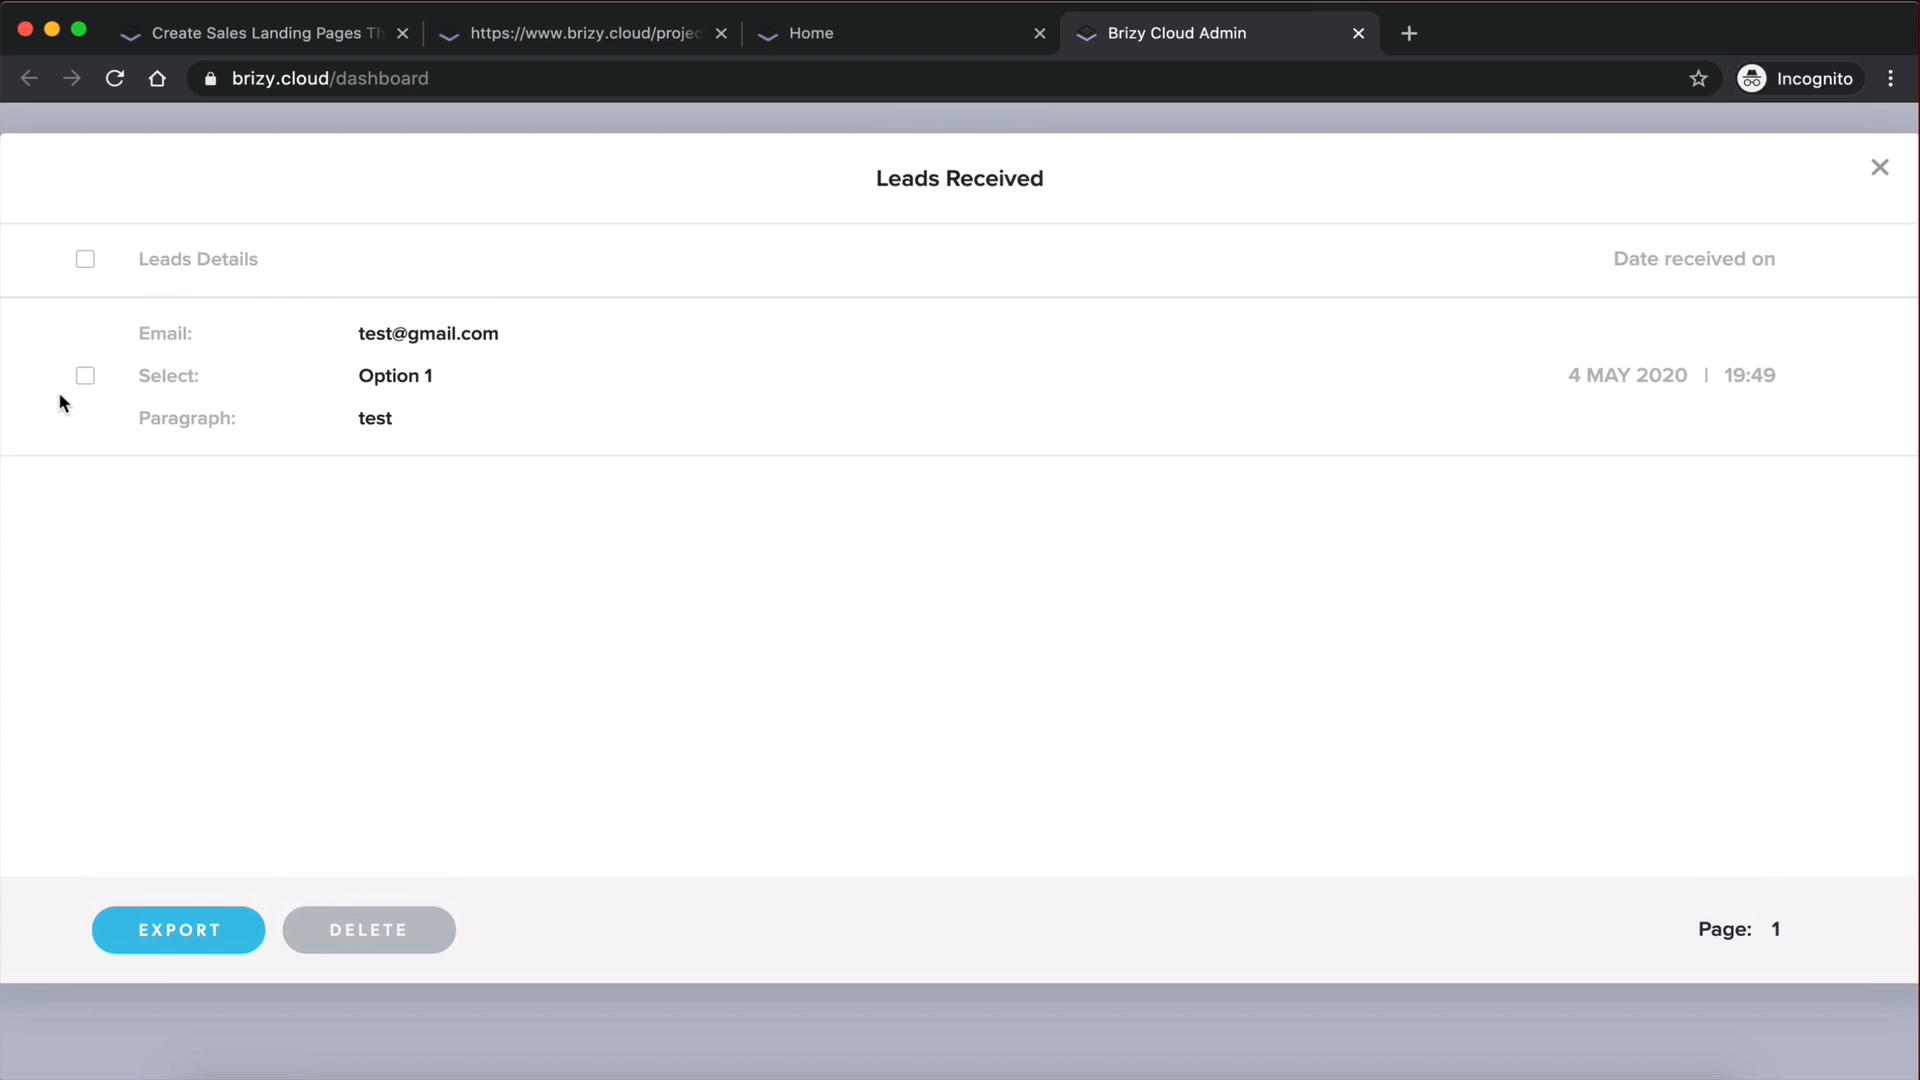 Create Sales Landing Pages Th
https://www.brizy.cloud/projec
Home
Brizy Cloud Admin
brizy.cloud/dashboard
Incognito
Leads Received
Leads Details
Date received on
Email: test@gmail.com
Select: Option 1
4 MAY 2020 | 19:49
Paragraph: test
EXPORT
DELETE
Page: 1